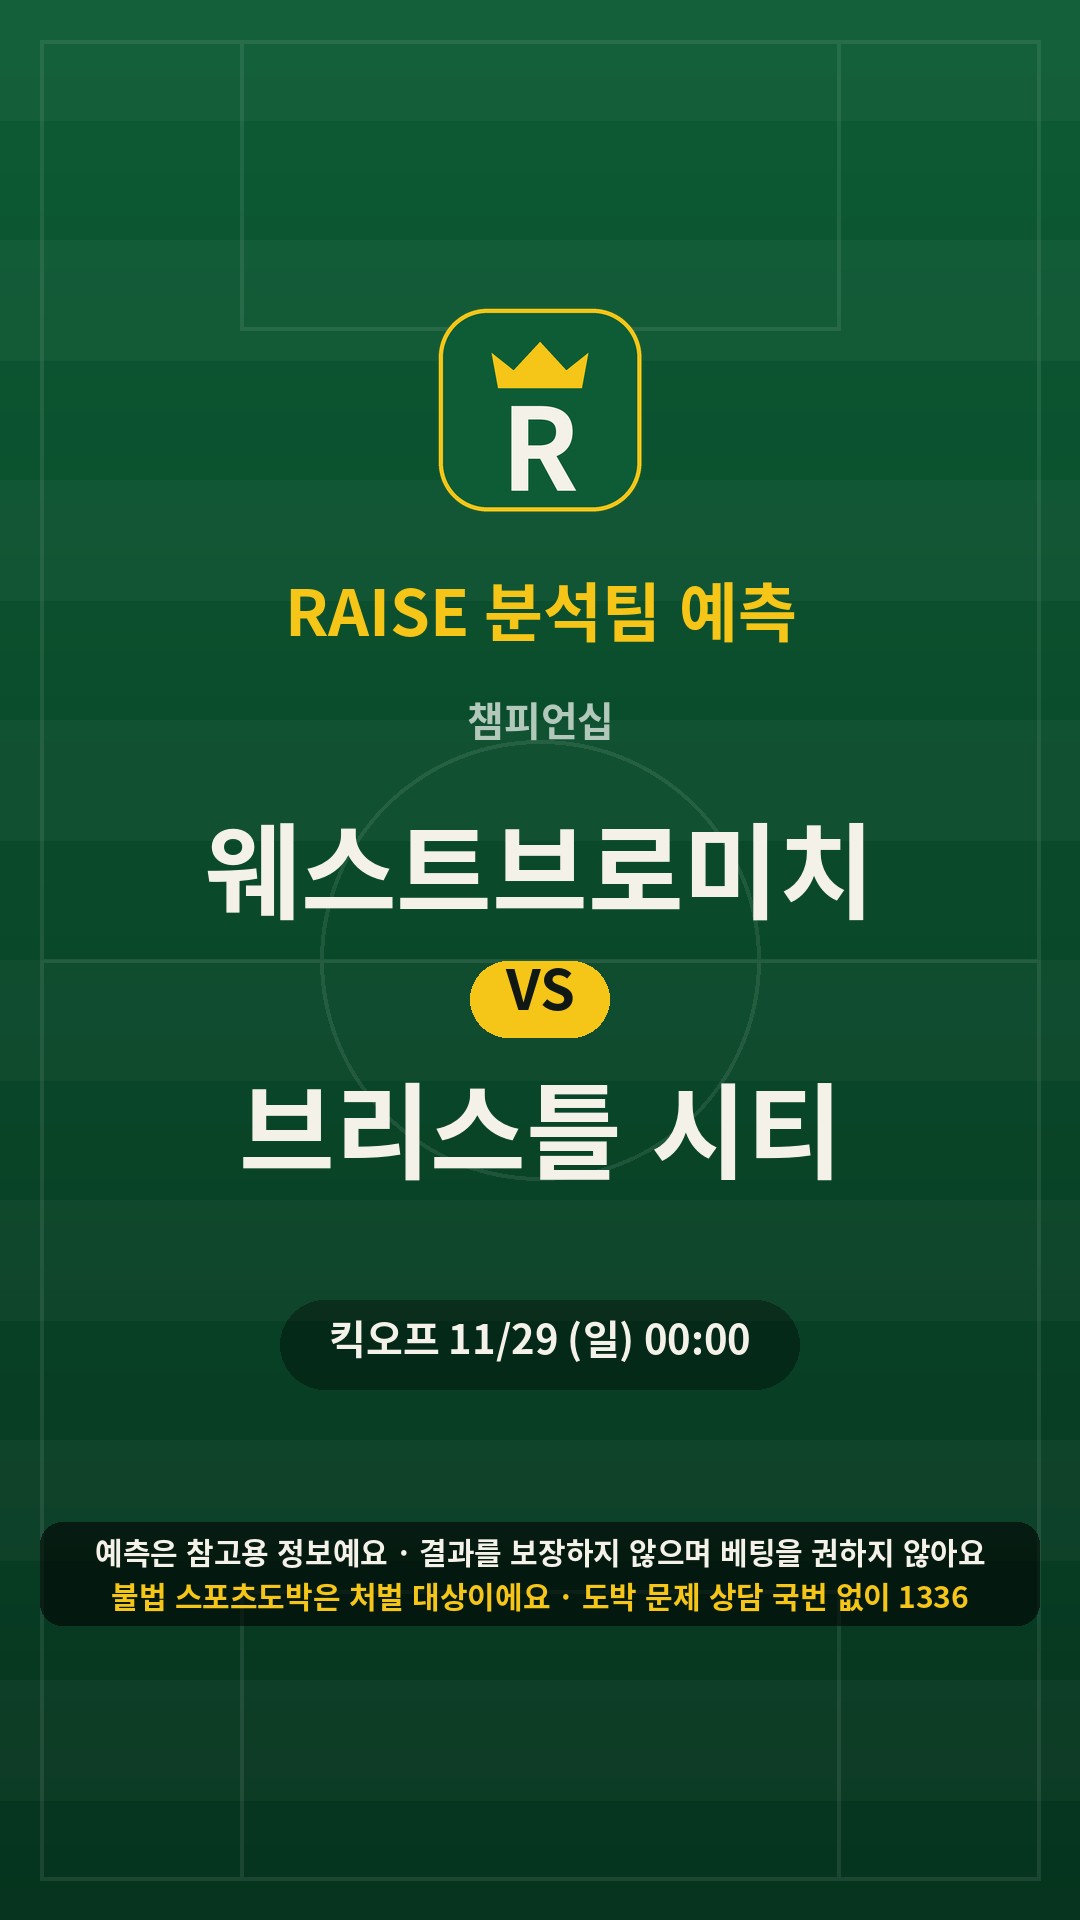 R
RAISE 분석팀 예측
챔피언십
웨스트브로미치
VS
브리스틀 시티
킥오프 11/29 (일) 00:00
예측은 참고용 정보예요 · 결과를 보장하지 않으며 베팅을 권하지 않아요
불법 스포츠도박은 처벌 대상이에요 · 도박 문제 상담 국번 없이 1336